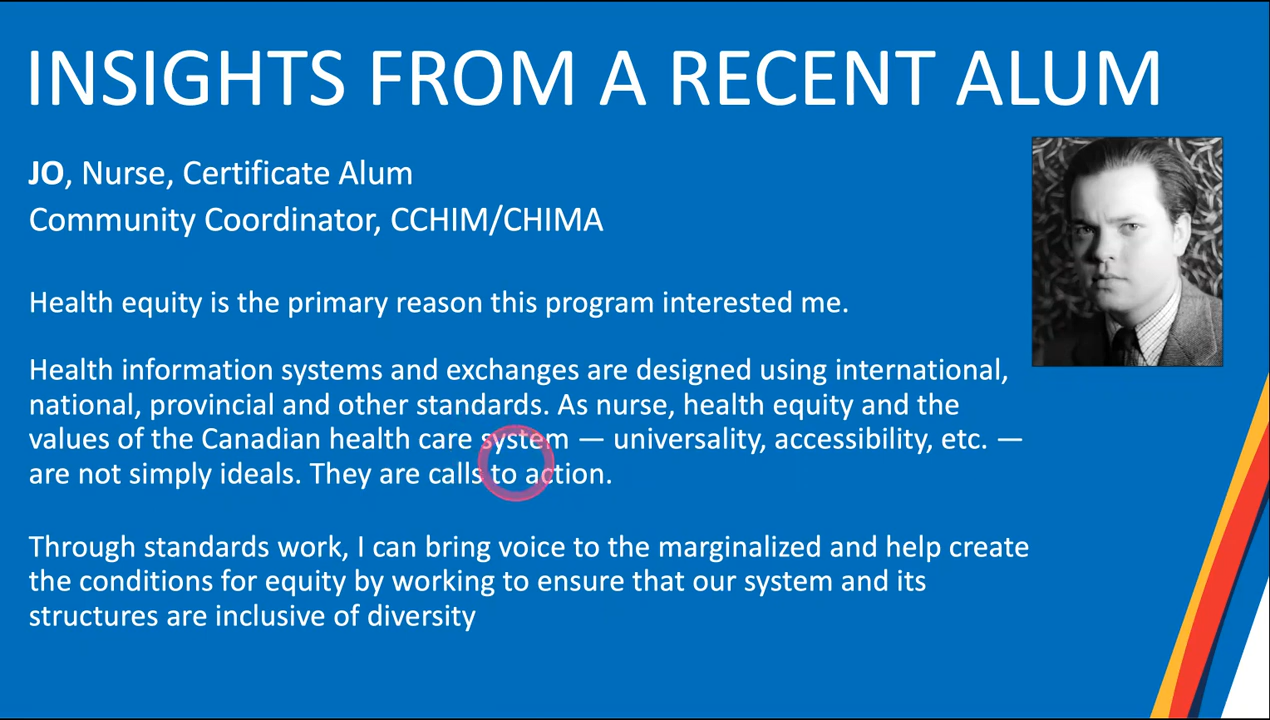 INSIGHTS FROM A RECENT ALUM
JO, Nurse, Certificate Alum
Community Coordinator, CCHIM/CHIMA
Health equity is the primary reason this program interested me.
Health information systems and exchanges are designed using international,
national, provincial and other standards. As nurse, health equity and the
values of the Canadian health care system — universality, accessibility, etc. —
are not simply ideals. They are calls to action.
Through standards work, I can bring voice to the marginalized and help create
the conditions for equity by working to ensure that our system and its
structures are inclusive of diversity